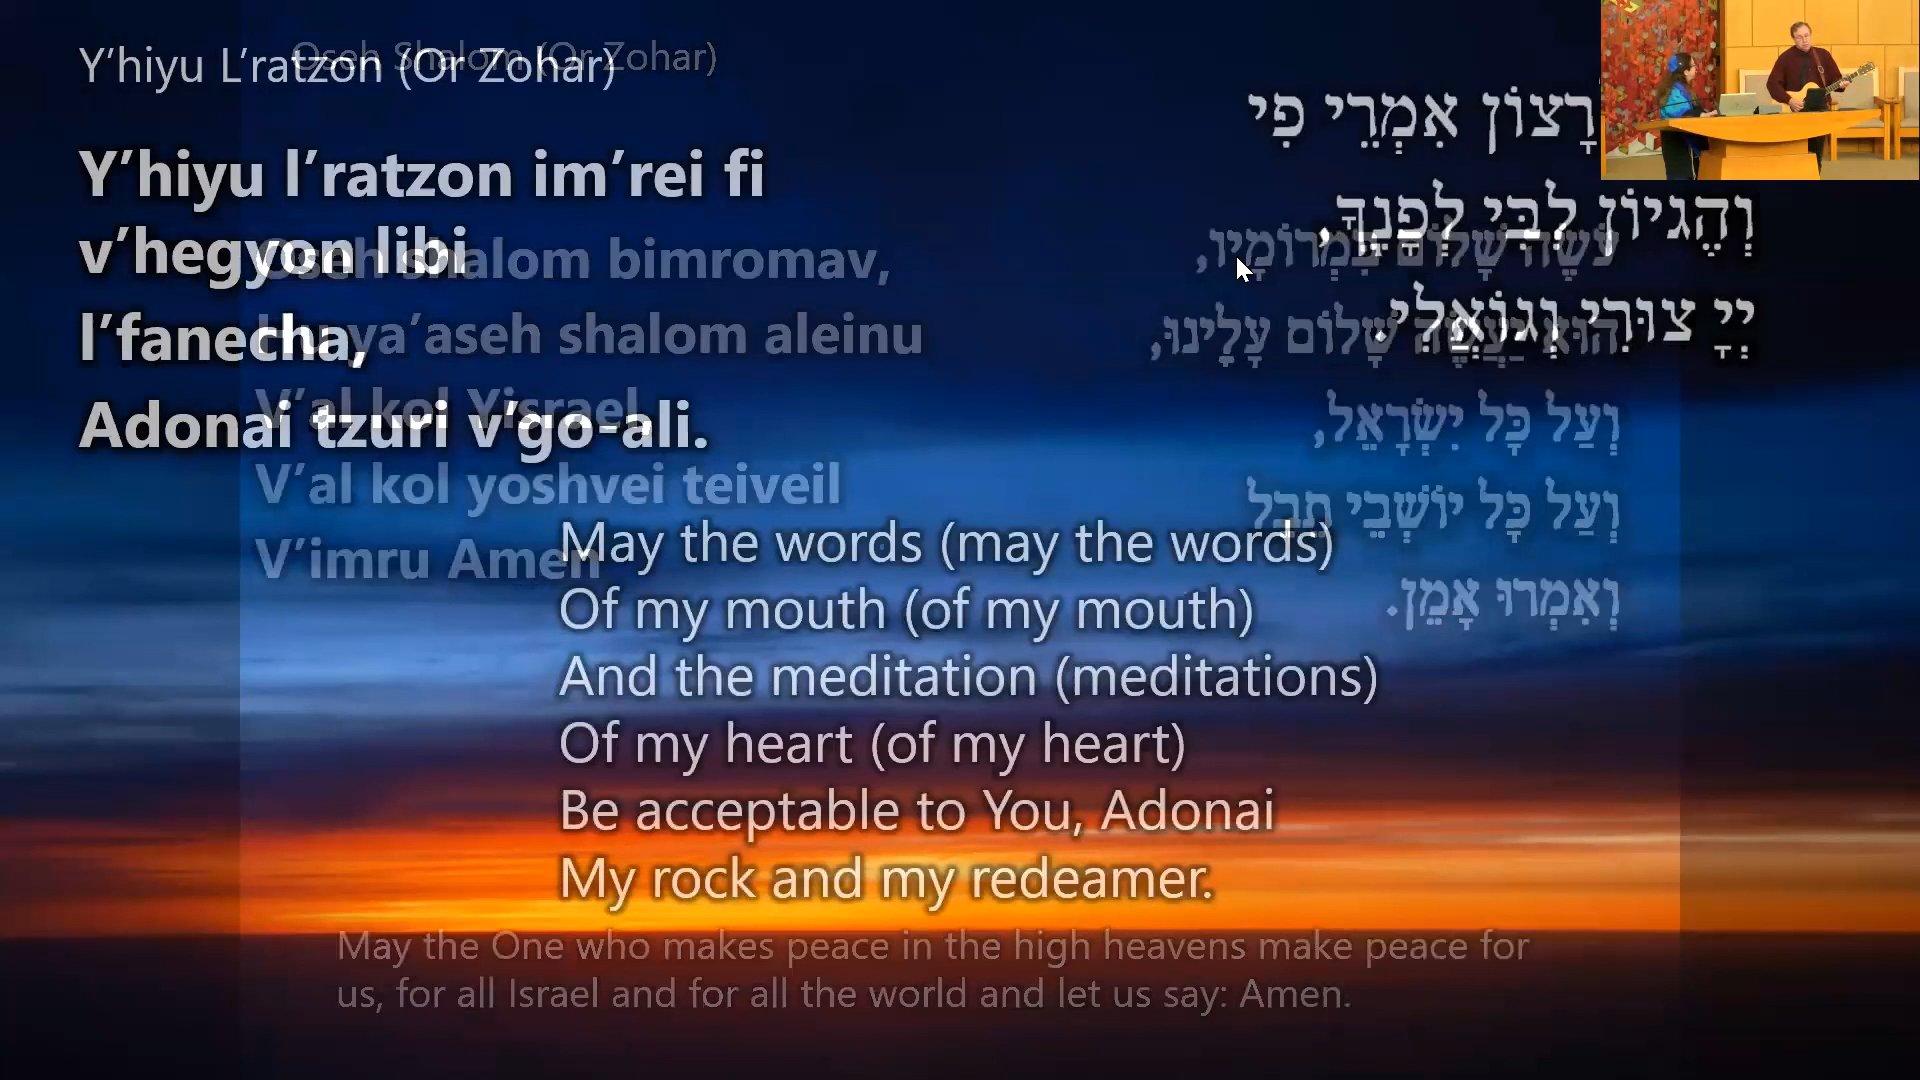 Y’hiyu L’ratzon (Or Zohar)
Y’hiyu l’ratzon im’rei fi
v’hegyon libi
l’fanecha,
Adonai tzuri v’go-ali.
רָצוֹן אִמְרֵי פִי
וְהֶגיוֹן לִבִּי לְפָנֶךָ,
יְיָ צוּרִי וְגוֹאֲלִי.
May the words (may the words)
Of my mouth (of my mouth)
And the meditation (meditations)
Of my heart (of my heart)
Be acceptable to You, Adonai
My rock and my redeamer.
Oseh Shalom (Or Zohar)
Oseh shalom bimromav,
ya’aseh shalom aleinu
V’al kol Yisrael,
V’al kol yoshvei teiveil
V’imru Amen
עֹשֶׂה שָׁלוֹם בִּמְרוֹמָיו,
הוּא יַעֲשֶׂה שָׁלוֹם עָלֵינוּ,
וְעַל כָּל יִשְׂרָאֵל,
וְעַל כָּל יוֹשְׁבֵי תֵבֵל
וְאִמְרוּ אָמֵן.
May the One who makes peace in the high heavens make peace for
us, for all Israel and for all the world and let us say: Amen.